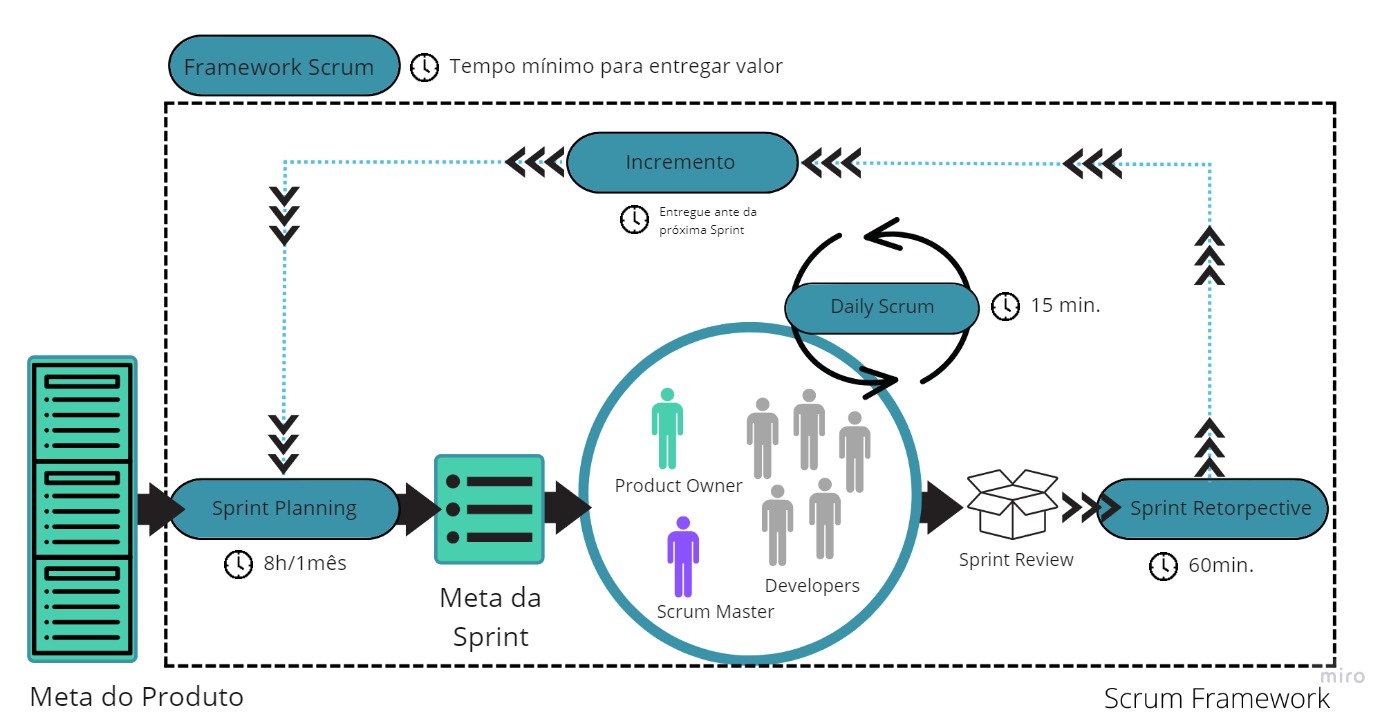 Framework Scrum
Tempo mínimo para entregar valor
Incremento
Entregue ante da
próxima Sprint
Daily Scrum
15 min.
Product Owner
Scrum Master
Developers
Sprint Planning
8h/1mês
Meta da
Sprint
Sprint Review
Sprint Retorpective
60min.
Meta do Produto
Scrum Framework
miro